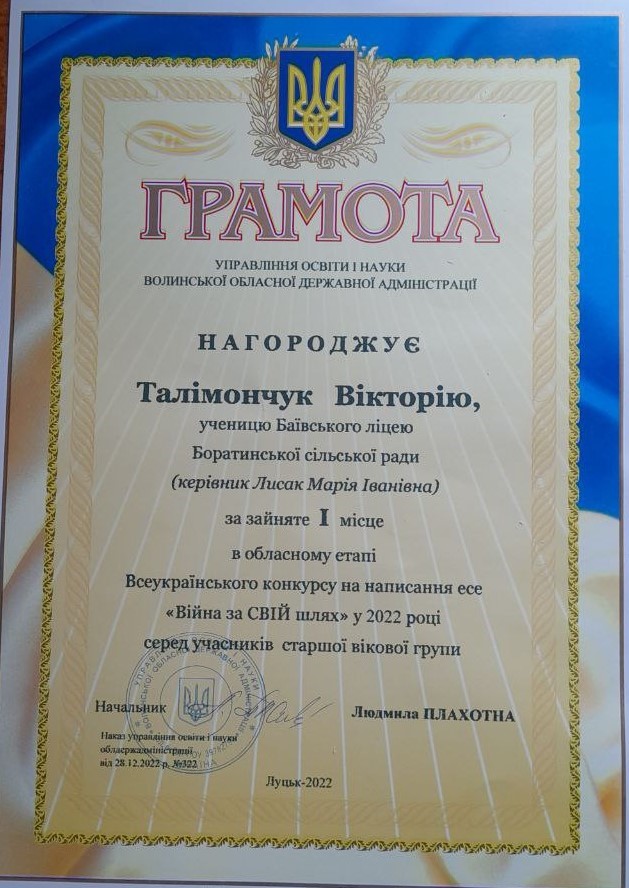 ГРАМОТА
УПРАВЛІННЯ ОСВІТИ І НАУКИ
ВОЛИНСЬКОЇ ОБЛАСНОЇ ДЕРЖАВНОЇ АДМІНІСТРАЦІЇ
НАГОРОДЖУЄ
Талімончук Вікторію,
ученицю Баївського ліцею
Боратинської сільської ради
(керівник Лисак Марія Іванівна)
за зайняте І місце
в обласному етапі
Всеукраїнського конкурсу на написання есе
«Війна за СВІЙ шлях» у 2022 році
серед учасників старшої вікової групи
Начальник
Людмила ПЛАХОТНА
Наказ управління освіти і науки
облдержадміністрації
від 28.12.2022 р. №322
Луцьк-2022